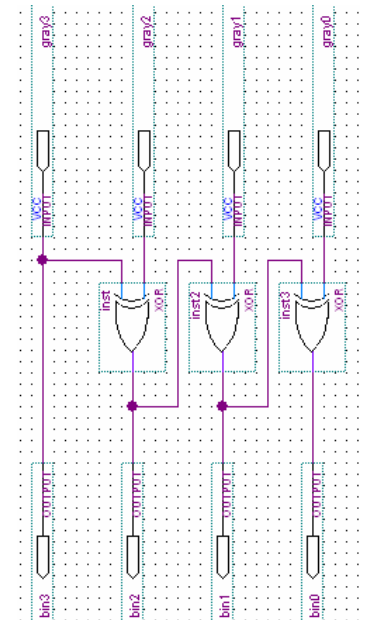 gray3
gray2
gray1
gray0
VCC
INPUT
VCC
INPUT
VCC
INPUT
VCC
INPUT
inst
XOR
inst2
XOR
inst3
XOR
OUTPUT
OUTPUT
OUTPUT
OUTPUT
bin3
bin2
bin1
bin0